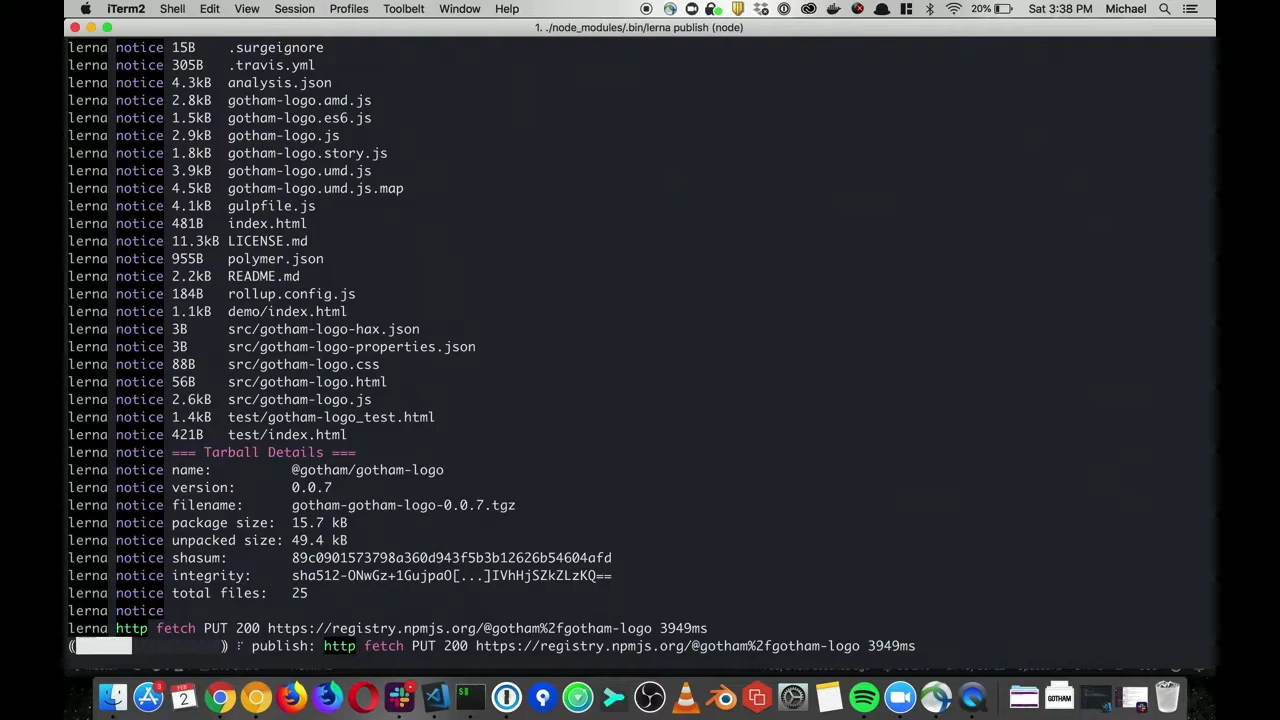 iTerm2 Shell Edit View Session Profiles Toolbelt Window Help 20% Sat 3:38 PM Michael
1. ./node_modules/.bin/lerna publish (node)
lerna notice 15B .surgeignore
lerna notice 305B .travis.yml
lerna notice 4.3kB analysis.json
lerna notice 2.8kB gotham-logo.amd.js
lerna notice 1.5kB gotham-logo.es6.js
lerna notice 2.9kB gotham-logo.js
lerna notice 1.8kB gotham-logo.story.js
lerna notice 3.9kB gotham-logo.umd.js
lerna notice 4.5kB gotham-logo.umd.js.map
lerna notice 4.1kB gulpfile.js
lerna notice 481B index.html
lerna notice 11.3kB LICENSE.md
lerna notice 955B polymer.json
lerna notice 2.2kB README.md
lerna notice 184B rollup.config.js
lerna notice 1.1kB demo/index.html
lerna notice 3B src/gotham-logo-hax.json
lerna notice 3B src/gotham-logo-properties.json
lerna notice 88B src/gotham-logo.css
lerna notice 56B src/gotham-logo.html
lerna notice 2.6kB src/gotham-logo.js
lerna notice 1.4kB test/gotham-logo_test.html
lerna notice 421B test/index.html
lerna notice === Tarball Details ===
lerna notice name: @gotham/gotham-logo
lerna notice version: 0.0.7
lerna notice filename: gotham-gotham-logo-0.0.7.tgz
lerna notice package size: 15.7 kB
lerna notice unpacked size: 49.4 kB
lerna notice shasum: 89c0901573798a360d943f5b3b12626b54604afd
lerna notice integrity: sha512-ONwGz+1GujpaO[...]IVhHjSZkZLzKQ==
lerna notice total files: 25
lerna notice
lerna http fetch PUT 200 https://registry.npmjs.org/@gotham%2fgotham-logo 3949ms
publish: http fetch PUT 200 https://registry.npmjs.org/@gotham%2fgotham-logo 3949ms
FEB
2
3
GOTHAM